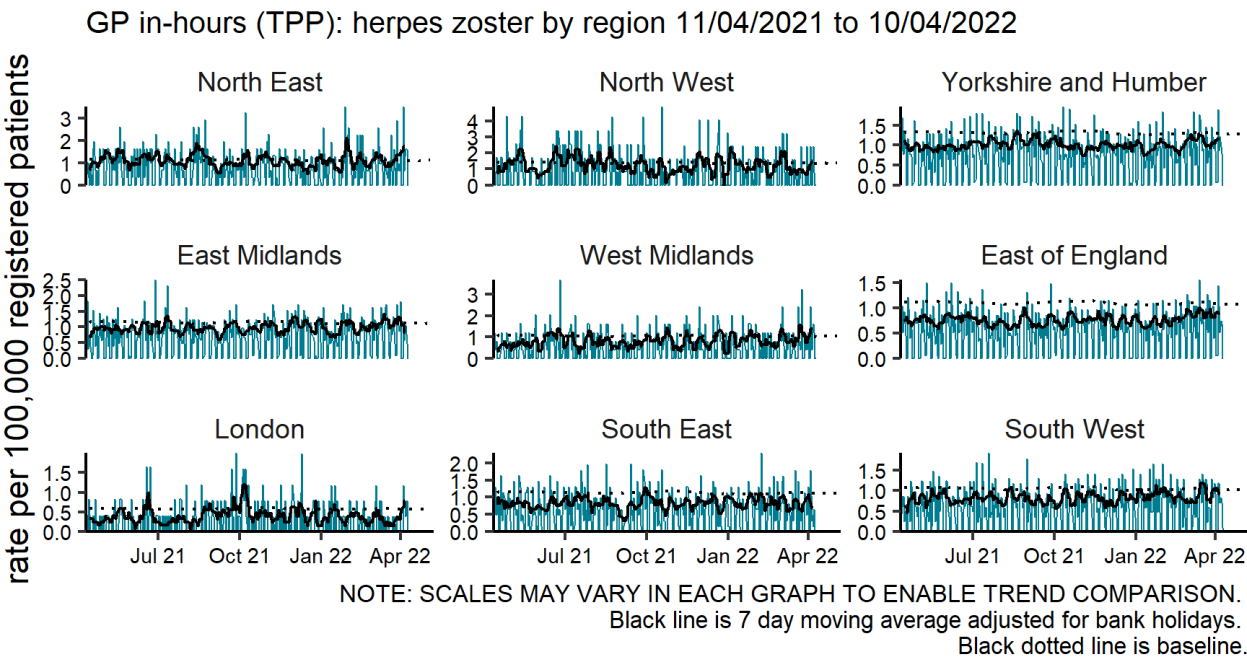 GP in-hours (TPP): herpes zoster by region 11/04/2021 to 10/04/2022
rate per 100,000 registered patients
North East
3
2
1
0
North West
4
3
2
1
0
Yorkshire and Humber
1.5
1.0
0.5
0.0
East Midlands
2.5
2.0
1.5
1.0
0.5
0.0
West Midlands
3
2
1
0
East of England
1.5
1.0
0.5
0.0
London
1.5
1.0
0.5
0.0
South East
2.0
1.5
1.0
0.5
0.0
South West
1.5
1.0
0.5
0.0
Jul 21 Oct 21 Jan 22 Apr 22
Jul 21 Oct 21 Jan 22 Apr 22
Jul 21 Oct 21 Jan 22 Apr 22
NOTE: SCALES MAY VARY IN EACH GRAPH TO ENABLE TREND COMPARISON.
Black line is 7 day moving average adjusted for bank holidays.
Black dotted line is baseline.